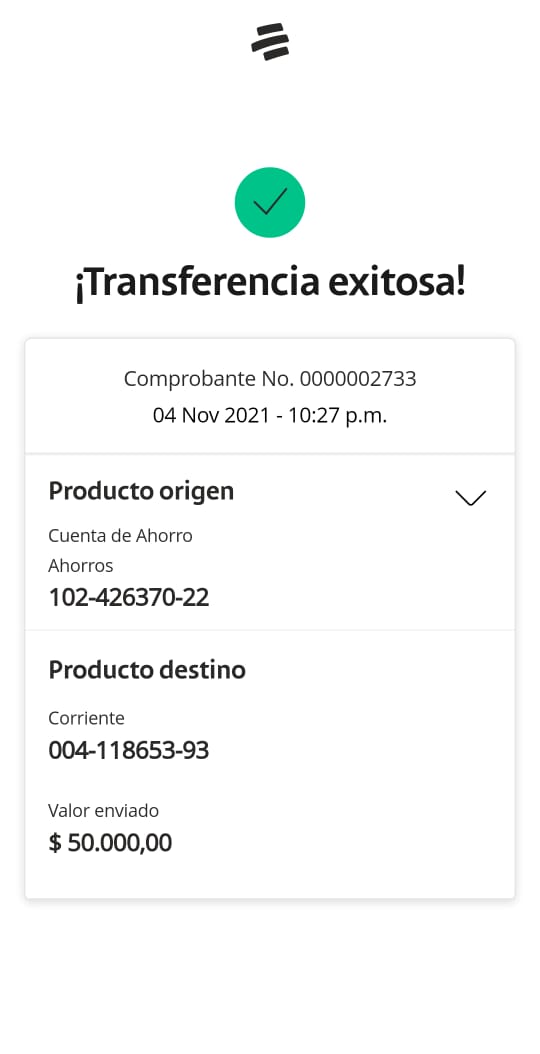 ¡Transferencia exitosa!
Comprobante No. 0000002733
04 Nov 2021 - 10:27 p.m.
Producto origen
Cuenta de Ahorro
Ahorros
102-426370-22
Producto destino
Corriente
004-118653-93
Valor enviado
$ 50.000,00